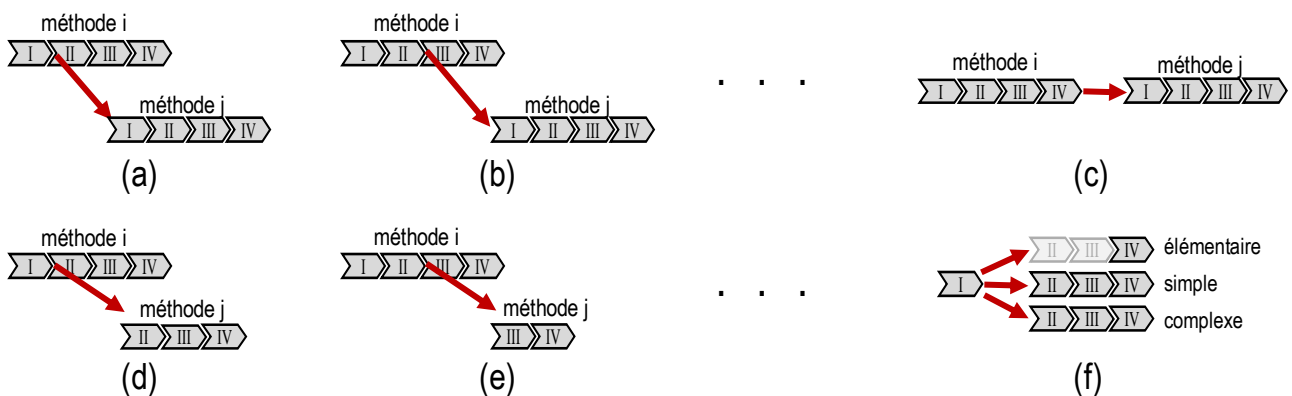 méthode i
I II III IV
méthode j
I II III IV
(a)
méthode i
I II III IV
méthode j
I II III IV
(b)
. . .
méthode i
I II III IV
méthode j
I II III IV
(c)
méthode i
I II III IV
méthode j
II III IV
(d)
méthode i
I II III IV
méthode j
III IV
(e)
. . .
I
II III IV élémentaire
II III IV simple
II III IV complexe
(f)